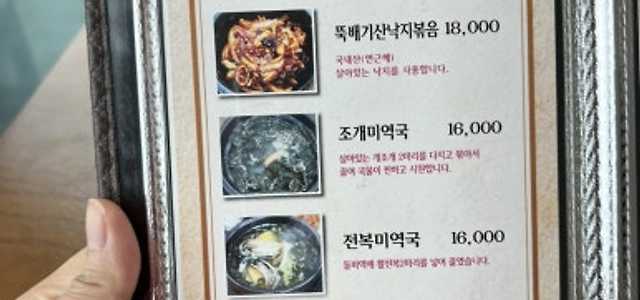 뚝배기산낙지볶음 18,000
국내산(연근해)
살아있는 낙지를 사용합니다.
조개미역국 16,000
살아있는 개조개 2마리를 다지고 볶아서
끓여 국물이 찐하고 시원합니다.
전복미역국 16,000
돌미역에 활전복2마리를 넣어 끓였습니다.